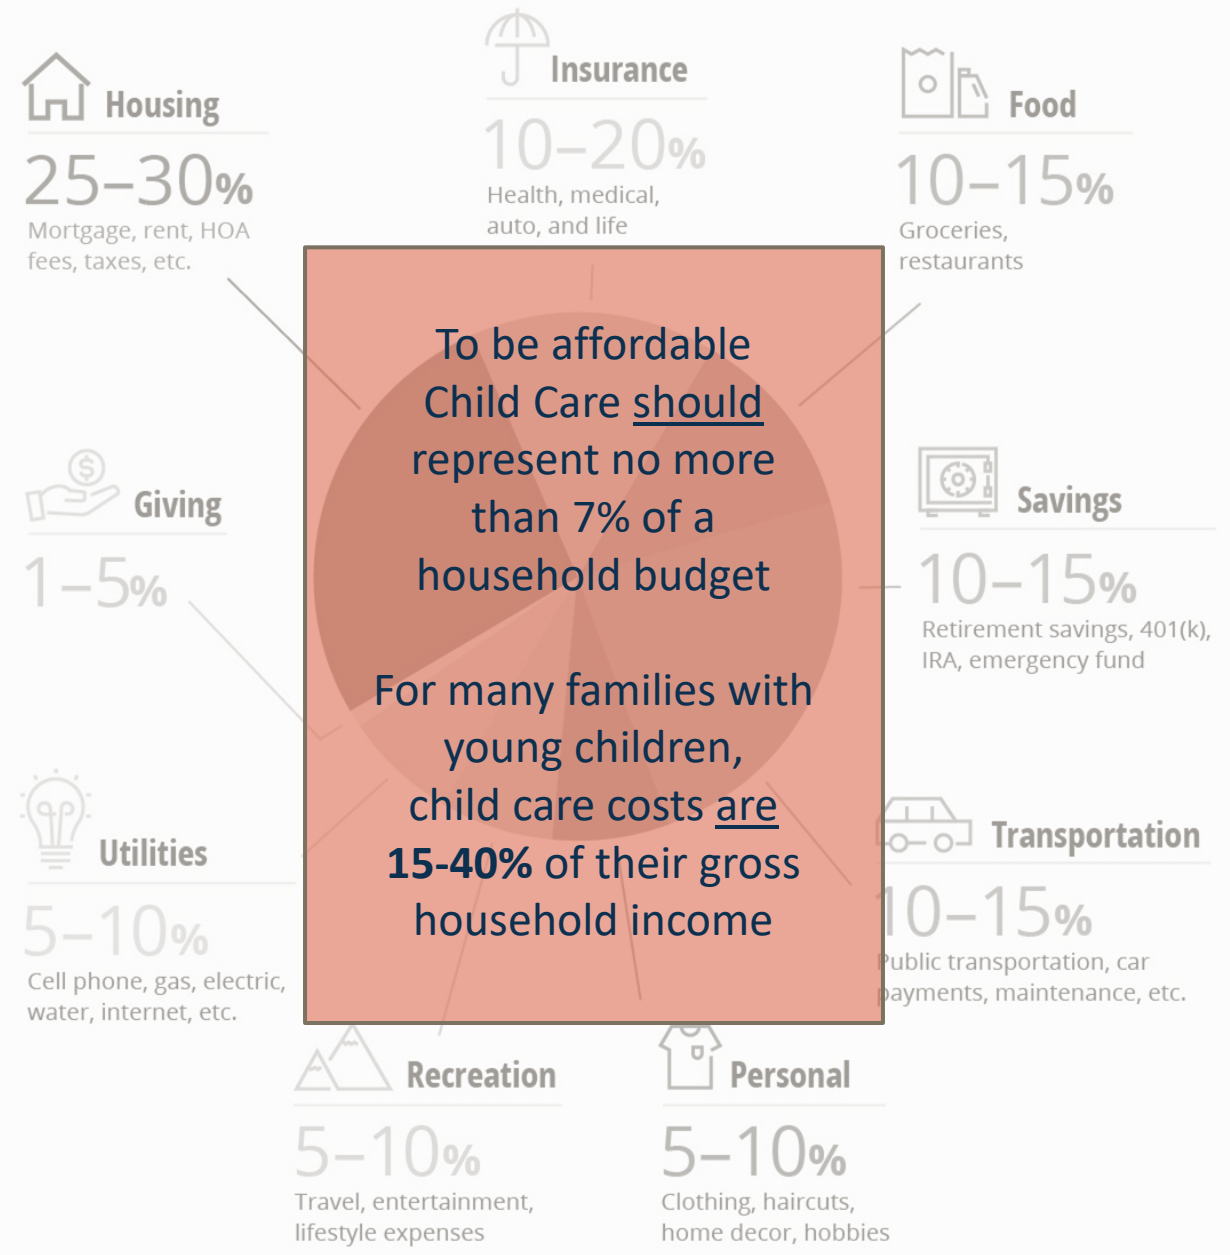 Housing
25–30%
Mortgage, rent, HOA
fees, taxes, etc.
Insurance
10–20%
Health, medical,
auto, and life
Food
10–15%
Groceries,
restaurants
To be affordable
Child Care should
represent no more
than 7% of a
household budget
For many families with
young children,
child care costs are
15-40% of their gross
household income
Giving
1–5%
Savings
10–15%
Retirement savings, 401(k),
IRA, emergency fund
Utilities
5–10%
Cell phone, gas, electric,
water, internet, etc.
Transportation
10–15%
Public transportation, car
payments, maintenance, etc.
Recreation
5–10%
Travel, entertainment,
lifestyle expenses
Personal
5–10%
Clothing, haircuts,
home decor, hobbies